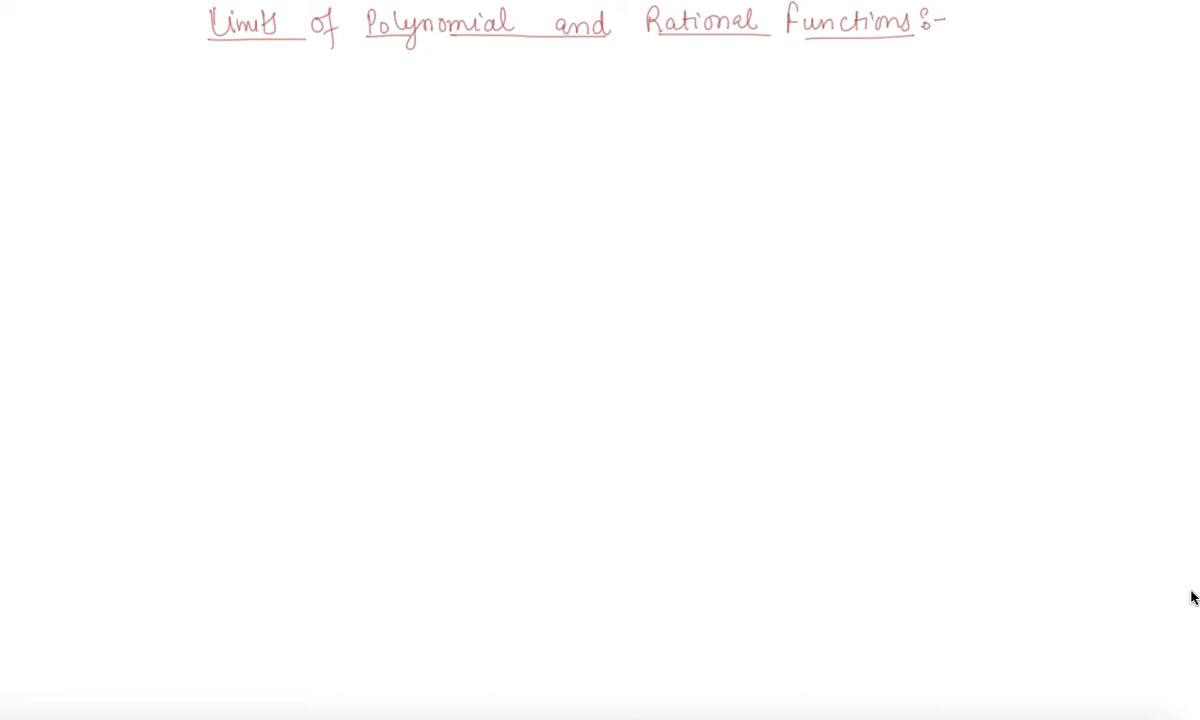 Limits of Polynomial and Rational Functions :-